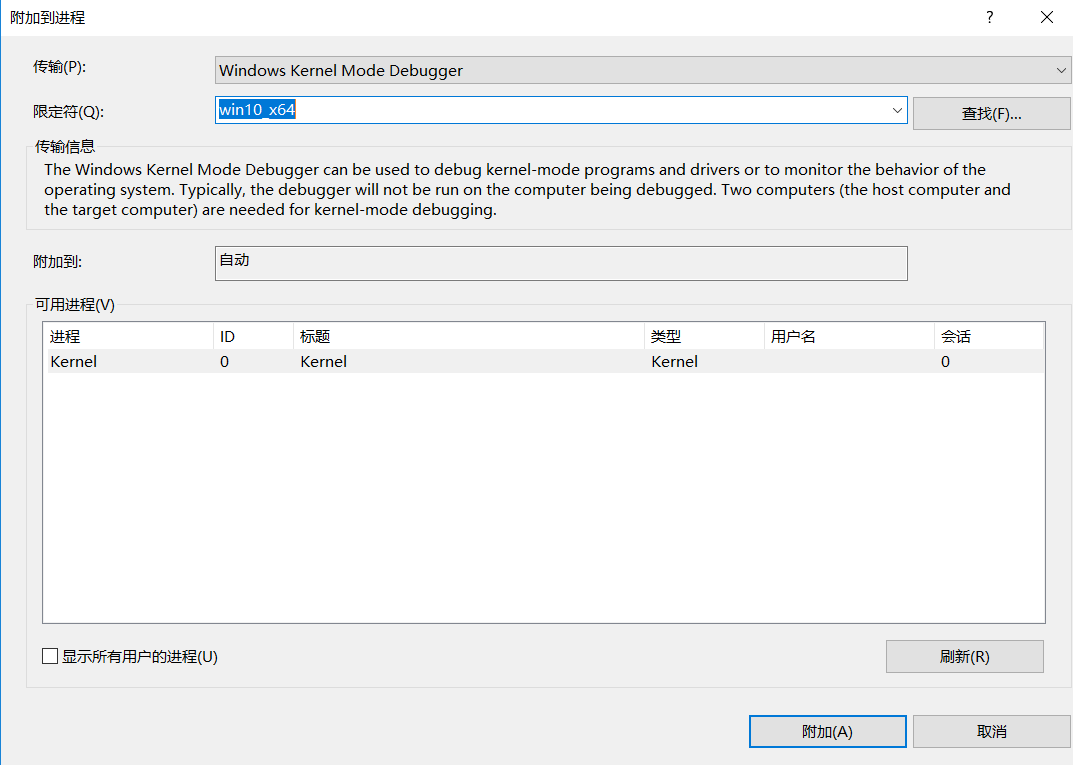 附加到进程
?
传输(P):
Windows Kernel Mode Debugger
限定符(Q):
win10_x64
查找(F)...
传输信息
The Windows Kernel Mode Debugger can be used to debug kernel-mode programs and drivers or to monitor the behavior of the
operating system. Typically, the debugger will not be run on the computer being debugged. Two computers (the host computer and
the target computer) are needed for kernel-mode debugging.
附加到:
自动
可用进程(V)
进程 ID 标题 类型 用户名 会话
Kernel 0 Kernel Kernel 0
显示所有用户的进程(U)
刷新(R)
附加(A)
取消